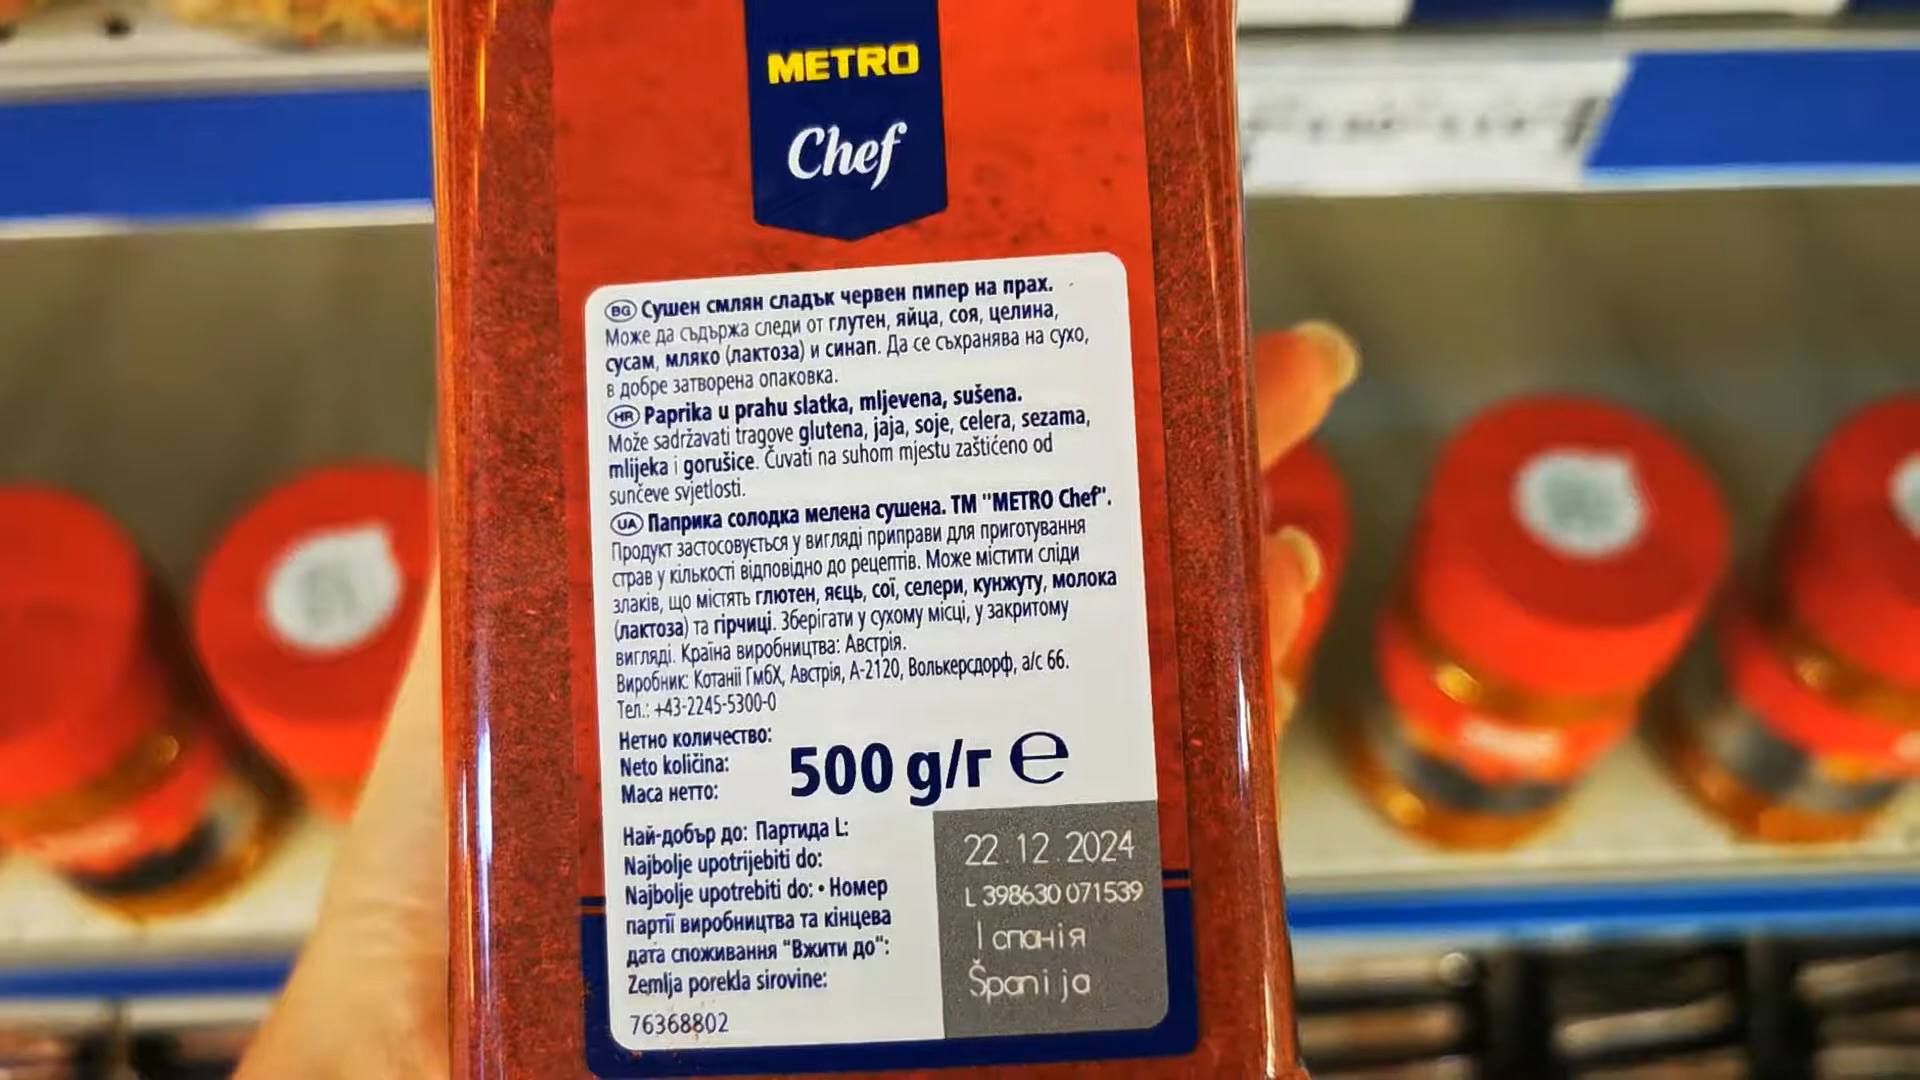 METRO
Chef
BG Сушен смлян сладък червен пипер на прах.
Може да съдържа следи от глутен, яйца, соя, целина,
сусам, мляко (лактоза) и синап. Да се съхранява на сухо,
в добре затворена опаковка.
HR Paprika u prahu slatka, mljevena, sušena.
Može sadržavati tragove glutena, jaja, soje, celera, sezama,
mlijeka i gorušice. Čuvati na suhom mjestu zaštićeno od
sunčeve svjetlosti.
UA Паприка солодка мелена сушена. ТМ "METRO Chef".
Продукт застосовується у вигляді приправи для приготування
страв у кількості відповідно до рецептів. Може містити сліди
злаків, що містять глютен, яєць, сої, селери, кунжуту, молока
(лактоза) та гірчиці. Зберігати у сухому місці, у закритому
вигляді. Країна виробництва: Австрія.
Виробник: Котанії ГмбХ, Австрія, А-2120, Волькерсдорф, а/с 66.
Тел.: +43-2245-5300-0
Нетно количество:
Neto količina:
Маса нетто:
500 g/г e
Най-добър до: Партида L:
Najbolje upotrijebiti do:
Najbolje upotrebiti do: • Номер
партії виробництва та кінцева
дата споживання "Вжити до":
Zemlja porekla sirovine:
76368802
22.12.2024
L 398630 071539
Іспанія
Španija